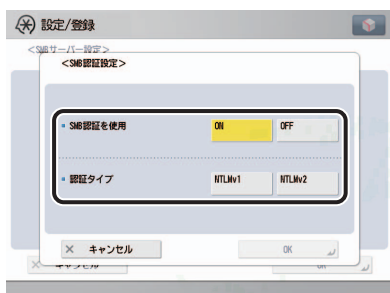 設定/登録
<SMBサーバー設定>
<SMB認証設定>
SMB認証を使用 ON OFF
認証タイプ NTLMv1 NTLMv2
× キャンセル OK
× キャンセル OK